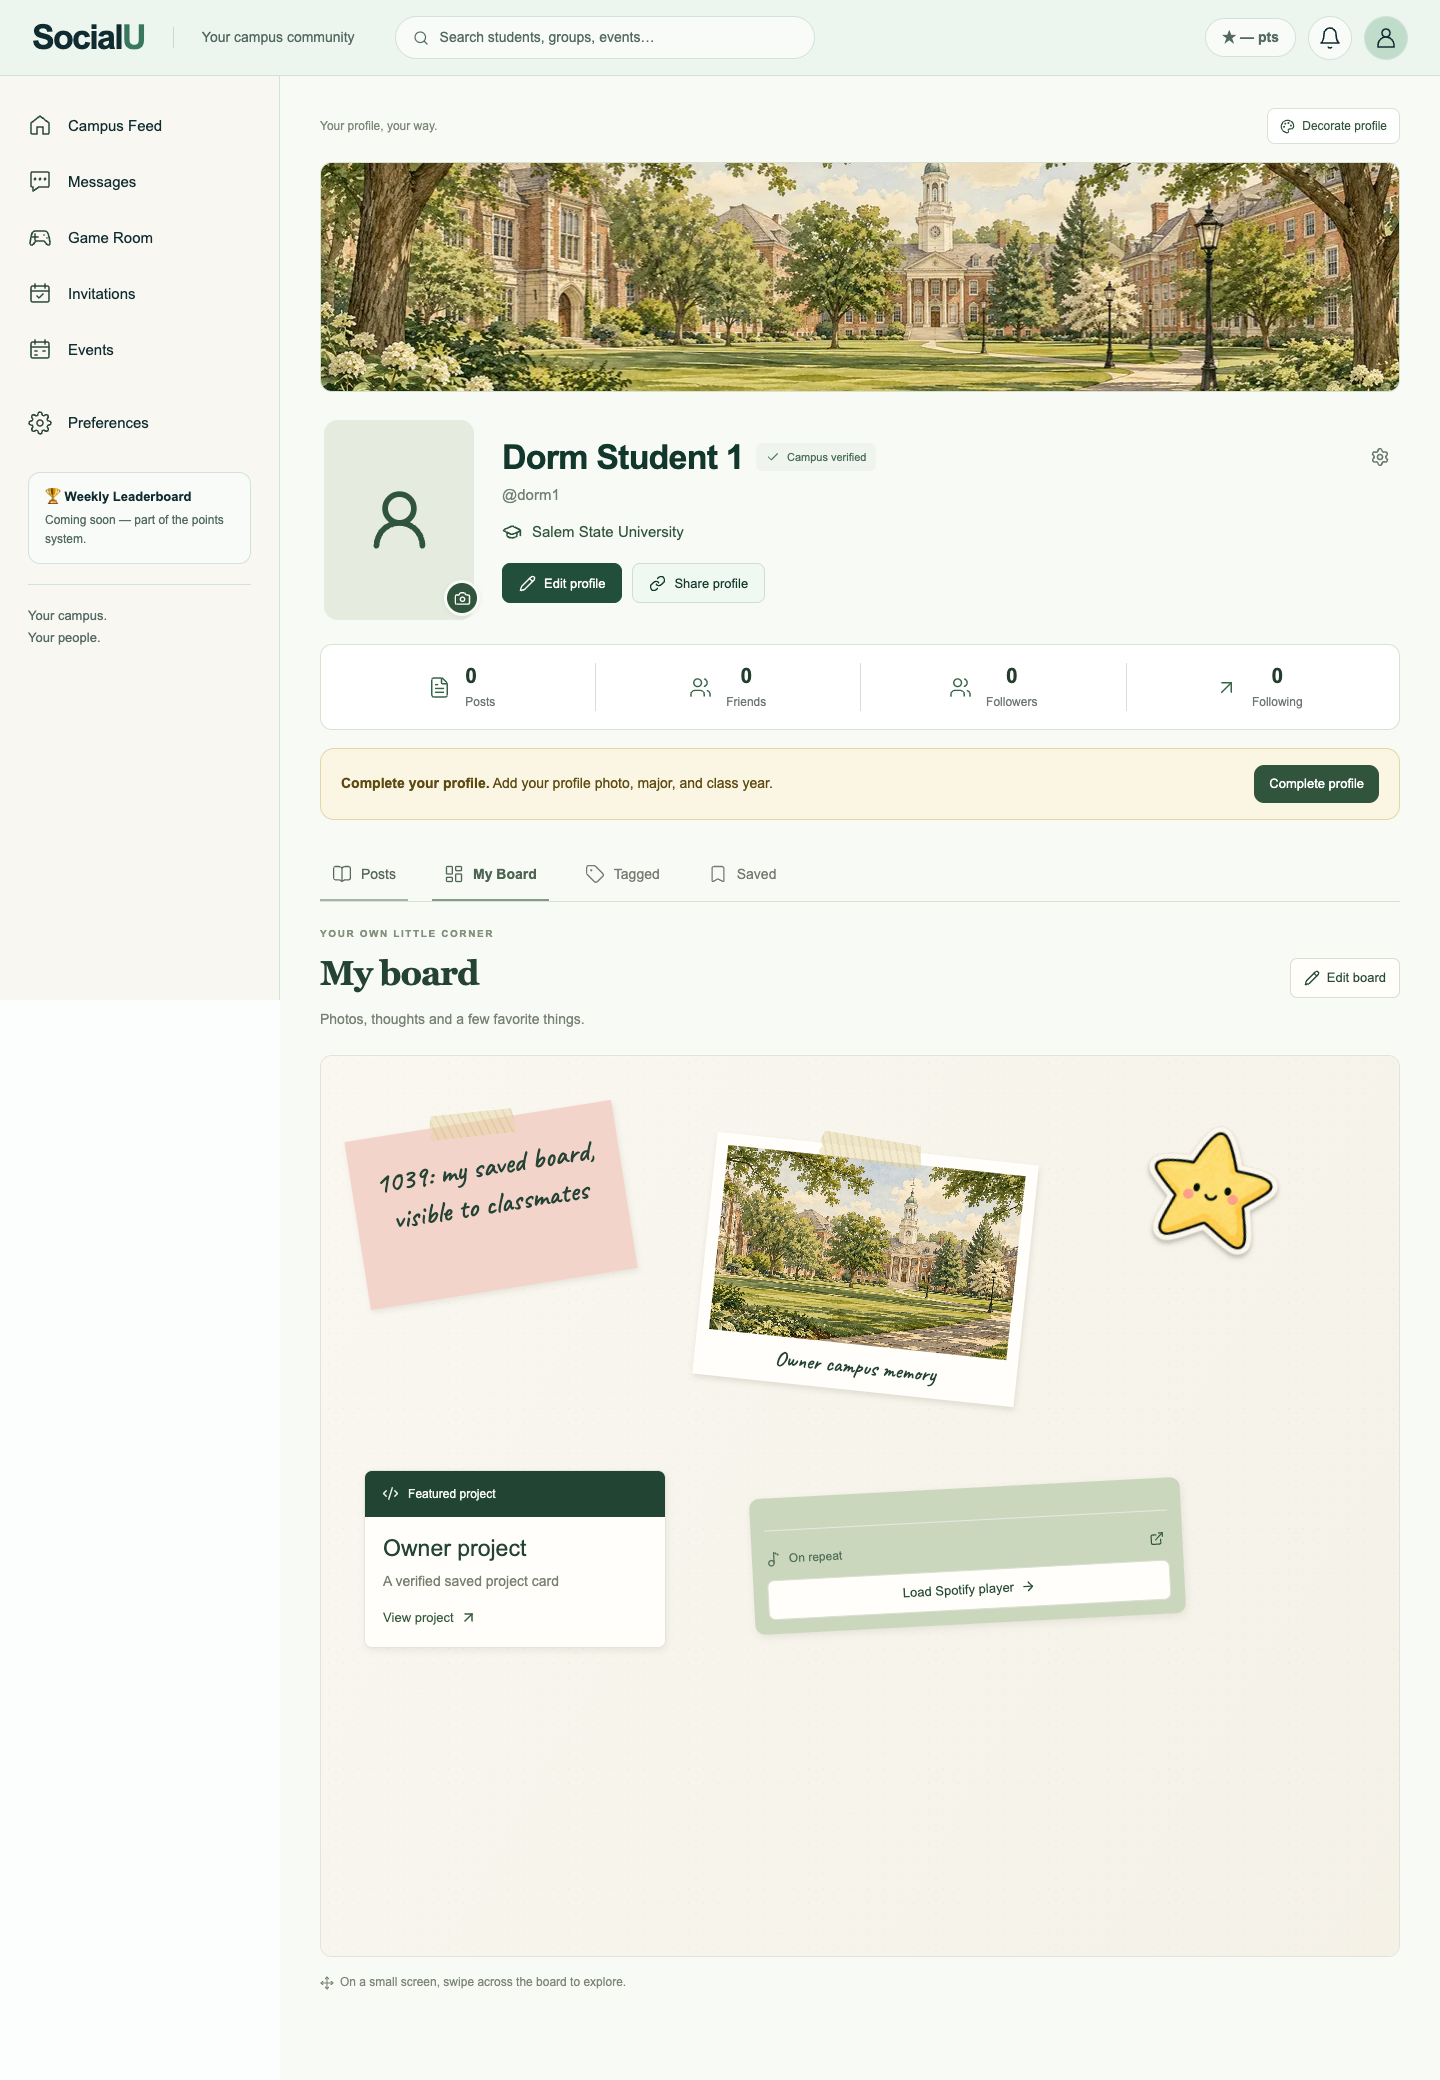 SocialU
Your campus community
Search students, groups, events...
★ — pts
Campus Feed
Messages
Game Room
Invitations
Events
Preferences
🏆 Weekly Leaderboard
Coming soon — part of the points
system.
Your campus.
Your people.
Your profile, your way.
Decorate profile
Dorm Student 1
Campus verified
@dorm1
Salem State University
Edit profile
Share profile
0
Posts
0
Friends
0
Followers
0
Following
Complete your profile. Add your profile photo, major, and class year.
Complete profile
Posts
My Board
Tagged
Saved
YOUR OWN LITTLE CORNER
My board
Edit board
Photos, thoughts and a few favorite things.
1039: my saved board,
visible to classmates
Owner campus memory
Featured project
Owner project
A verified saved project card
View project
On repeat
Load Spotify player
On a small screen, swipe across the board to explore.